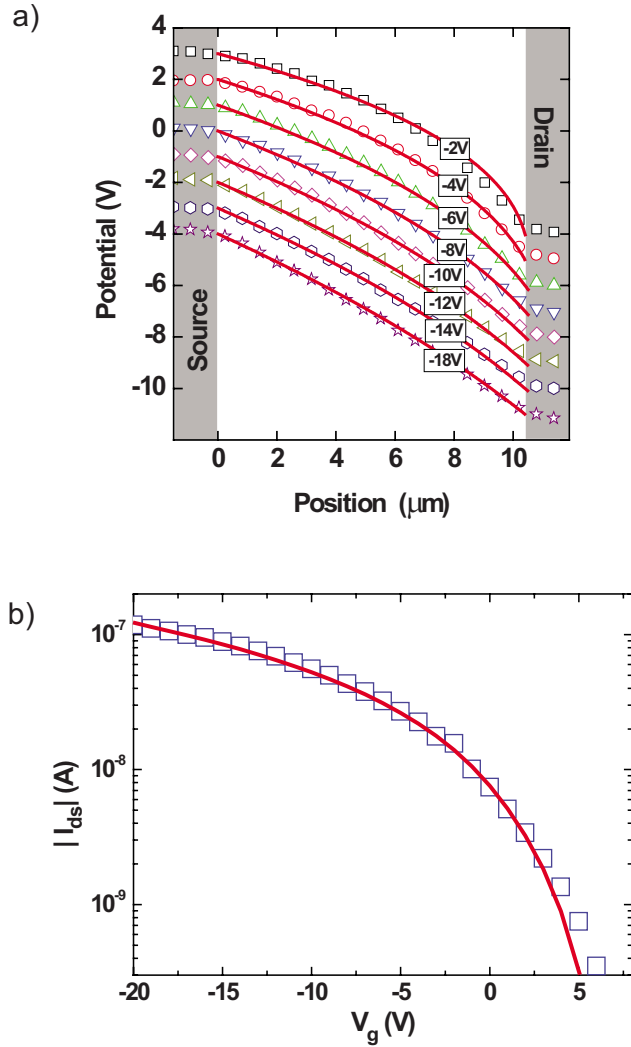 a)
4
2
0
-2
-4
-6
-8
-10
Potential (V)
Source
Drain
-2V
-4V
-6V
-8V
-10V
-12V
-14V
-18V
0 2 4 6 8 10
Position (μm)
b)
10⁻⁷
10⁻⁸
10⁻⁹
| I_ds| (A)
-20 -15 -10 -5 0 5
V_g (V)